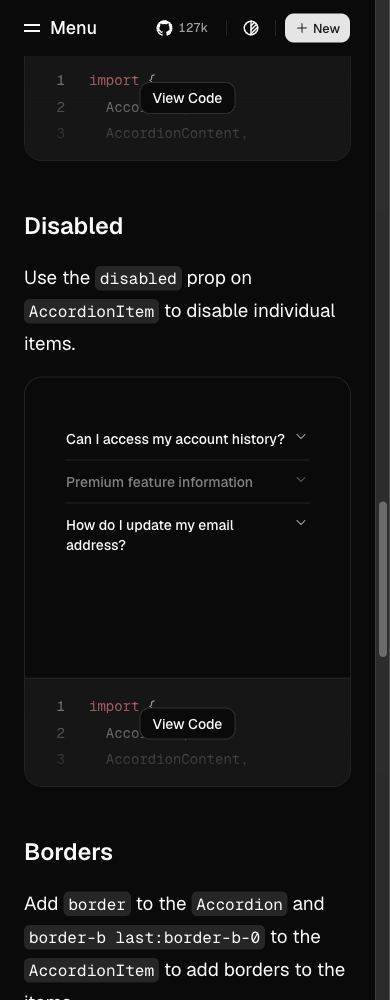 Menu 127k New
1 import {
2 View Code
3 AccordionContent,
Disabled
Use the disabled prop on
AccordionItem to disable individual
items.
Can I access my account history?
Premium feature information
How do I update my email
address?
1 import {
2 View Code
3 AccordionContent,
Borders
Add border to the Accordion and
border-b last:border-b-0 to the
AccordionItem to add borders to the
items.